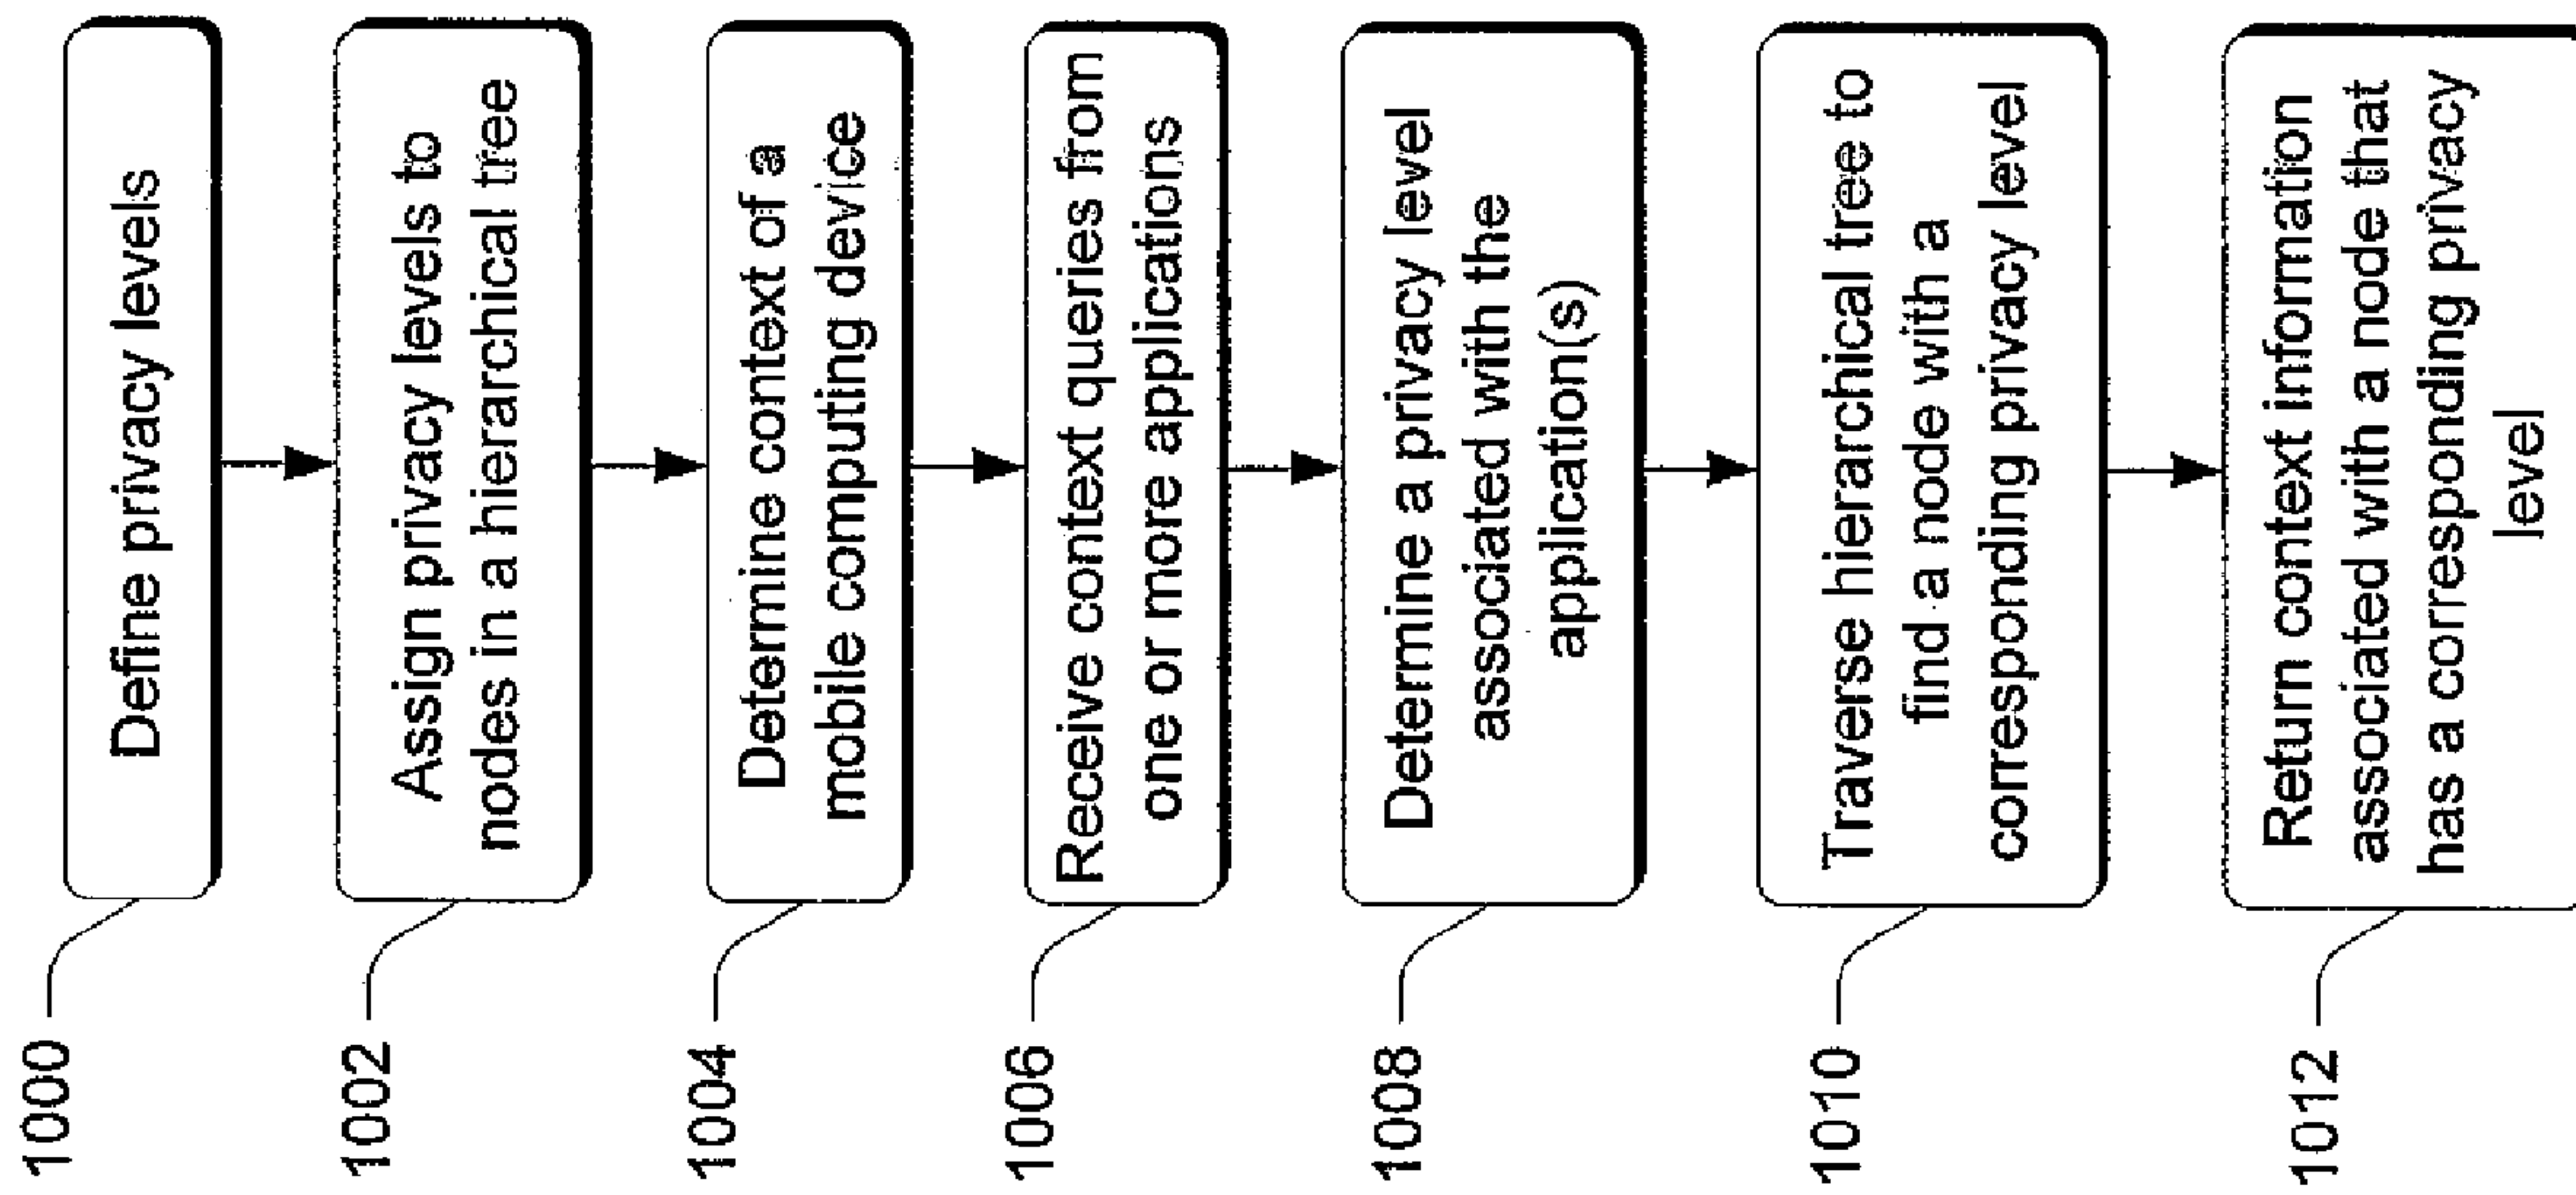 1000
Define privacy levels
1002
Assign privacy levels to
nodes in a hierarchical tree
1004
Determine context of a
mobile computing device
1006
Receive context queries from
one or more applications
1008
Determine a privacy level
associated with the
application(s)
1010
Traverse hierarchical tree to
find a node with a
corresponding privacy level
1012
Return context information
associated with a node that
has a corresponding privacy
level